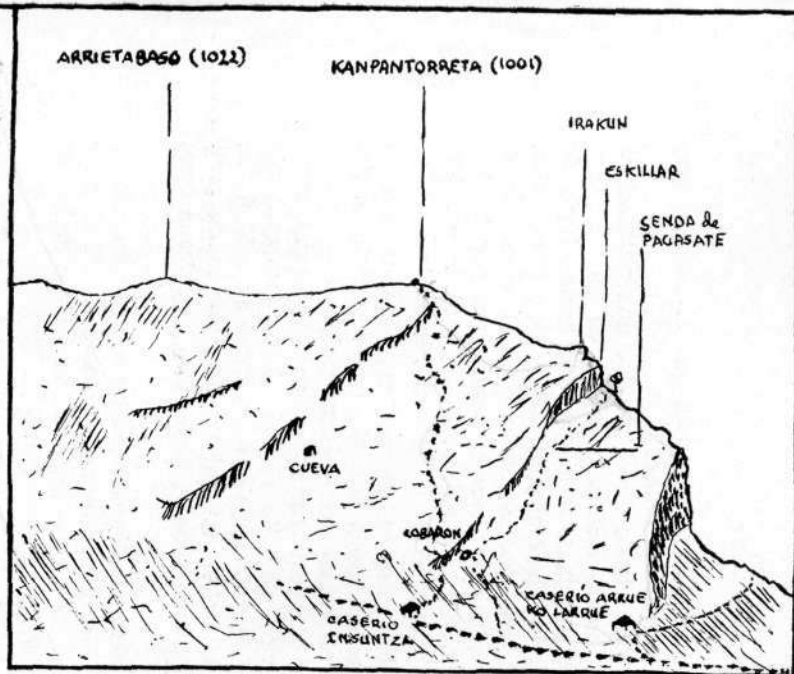 ARRIETABASO (1022)
KANPANTORRETA (1001)
IRAKUN
ESKILLAR
SENDA de
PAGASATE
CUEVA
COBARON
CASERIO
INSUNTZA
CASERIO ARRUE
KO LARRUE